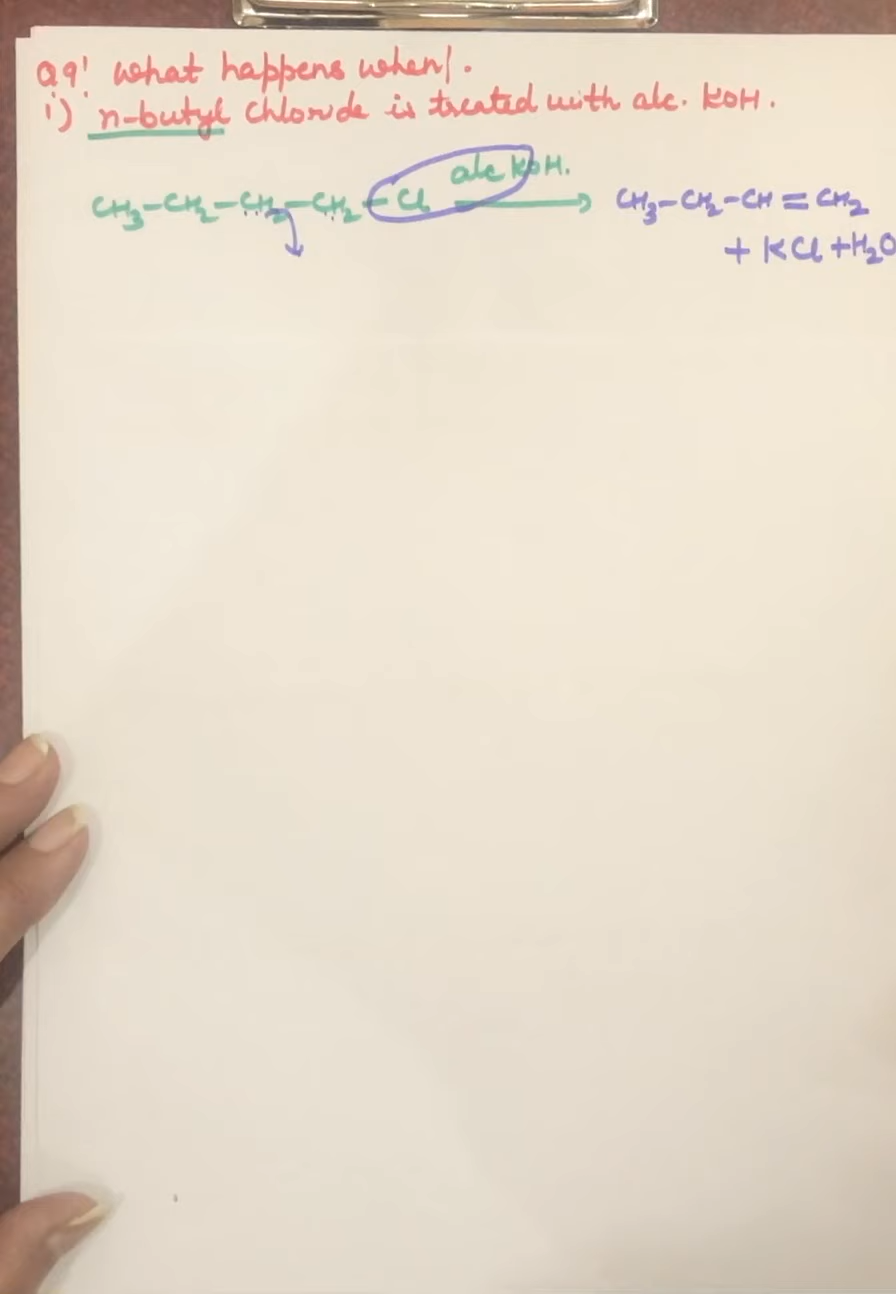 Q9! What happens when/.
i) n-butyl chloride is treated with alc. KOH.
alc KOH.
CH3-CH2-CH2-CH2-Cl → CH3-CH2-CH=CH2
+ KCl + H2O